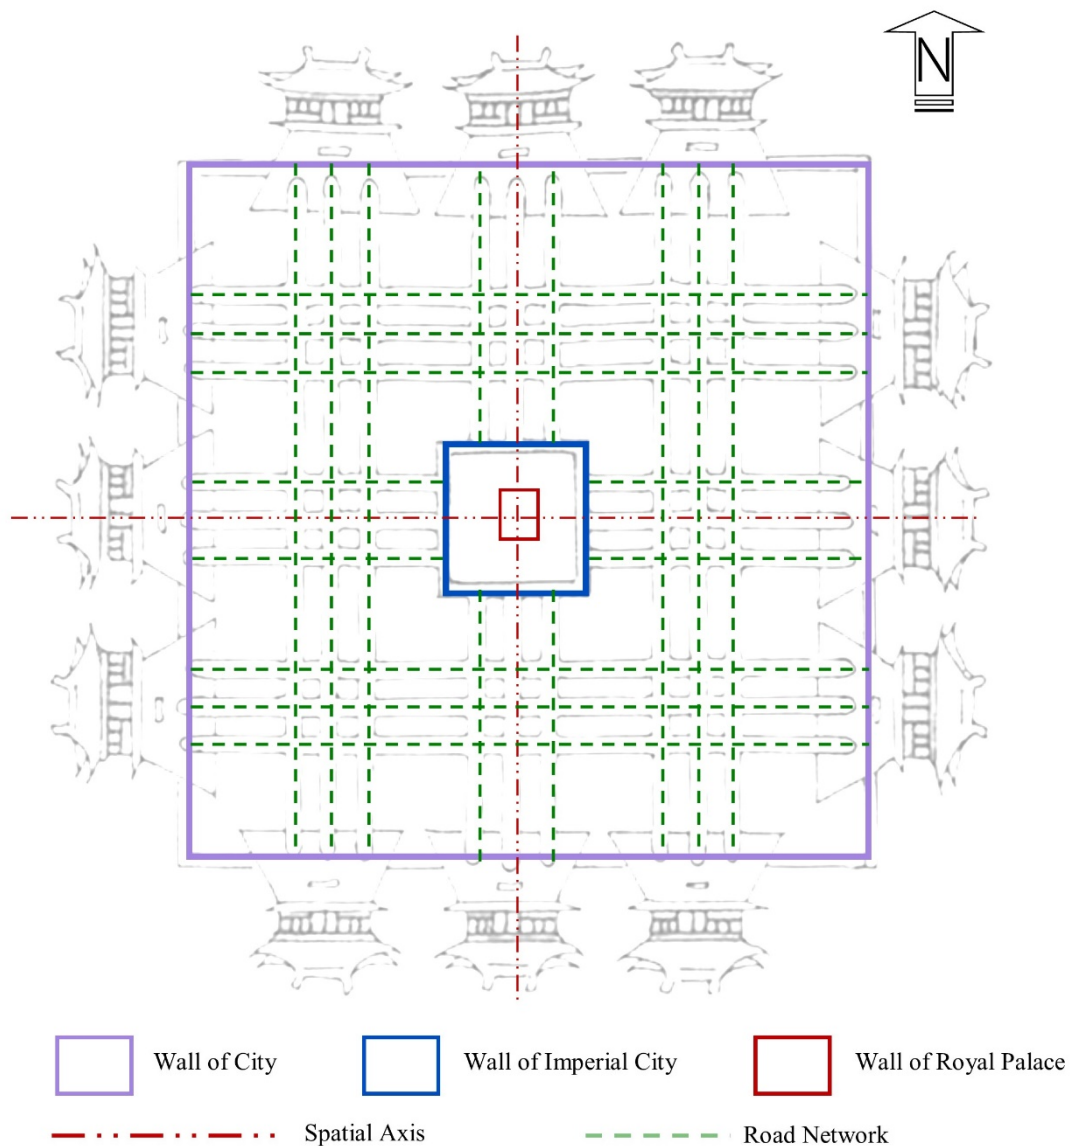 N
Wall of City
Wall of Imperial City
Wall of Royal Palace
Spatial Axis
Road Network